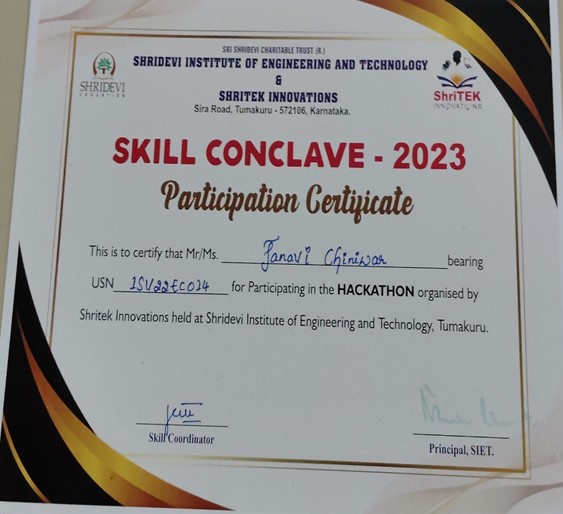 SRI SHRIDEVI CHARITABLE TRUST (R.)
SHRIDEVI INSTITUTE OF ENGINEERING AND TECHNOLOGY
&
SHRITEK INNOVATIONS
Sira Road, Tumakuru - 572106, Karnataka.
SHRIDEVI
EDUCATION
ShriTEK
INNOVATIONS
SKILL CONCLAVE - 2023
Participation Certificate
This is to certify that Mr/Ms. Janavi Chiniwar bearing
USN 1SV22EC014 for Participating in the HACKATHON organised by
Shritek Innovations held at Shridevi Institute of Engineering and Technology, Tumakuru.
Skill Coordinator
Principal, SIET.